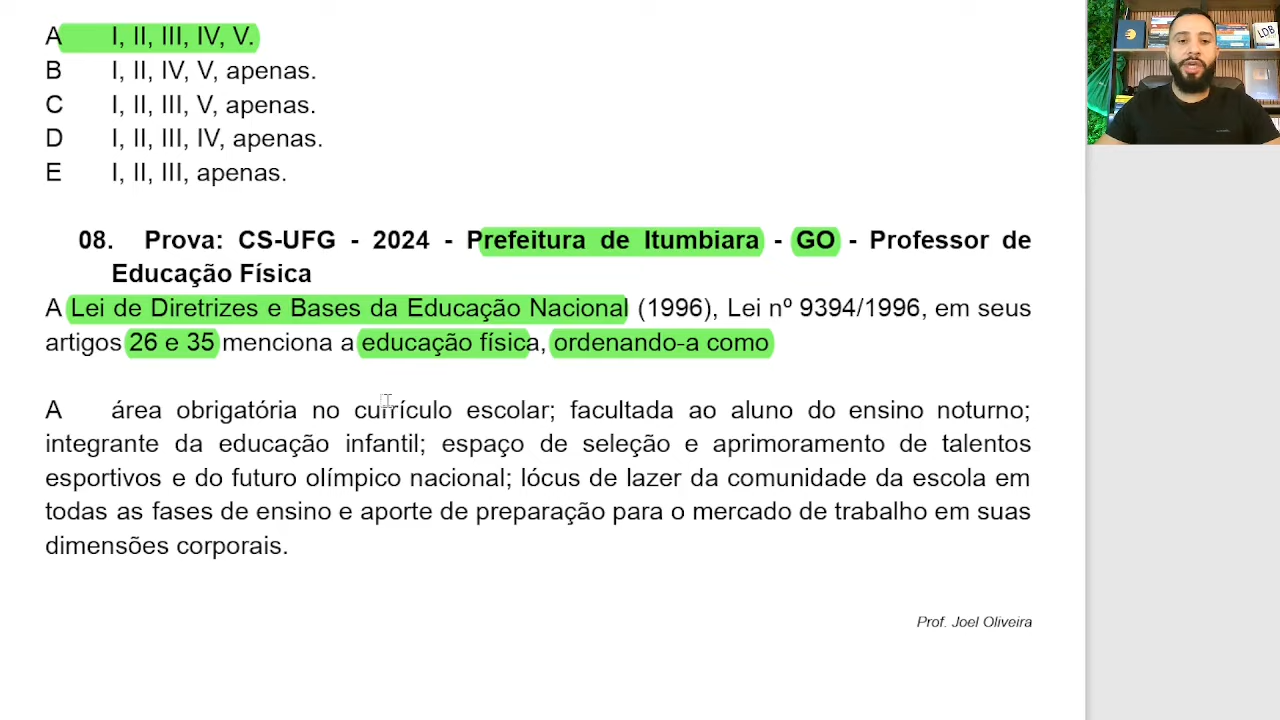 A I, II, III, IV, V.
B I, II, IV, V, apenas.
C I, II, III, V, apenas.
D I, II, III, IV, apenas.
E I, II, III, apenas.
08. Prova: CS-UFG - 2024 - Prefeitura de Itumbiara - GO - Professor de
Educação Física
A Lei de Diretrizes e Bases da Educação Nacional (1996), Lei nº 9394/1996, em seus
artigos 26 e 35 menciona a educação física, ordenando-a como
A área obrigatória no currículo escolar; facultada ao aluno do ensino noturno;
integrante da educação infantil; espaço de seleção e aprimoramento de talentos
esportivos e do futuro olímpico nacional; lócus de lazer da comunidade da escola em
todas as fases de ensino e aporte de preparação para o mercado de trabalho em suas
dimensões corporais.
Prof. Joel Oliveira
LDB